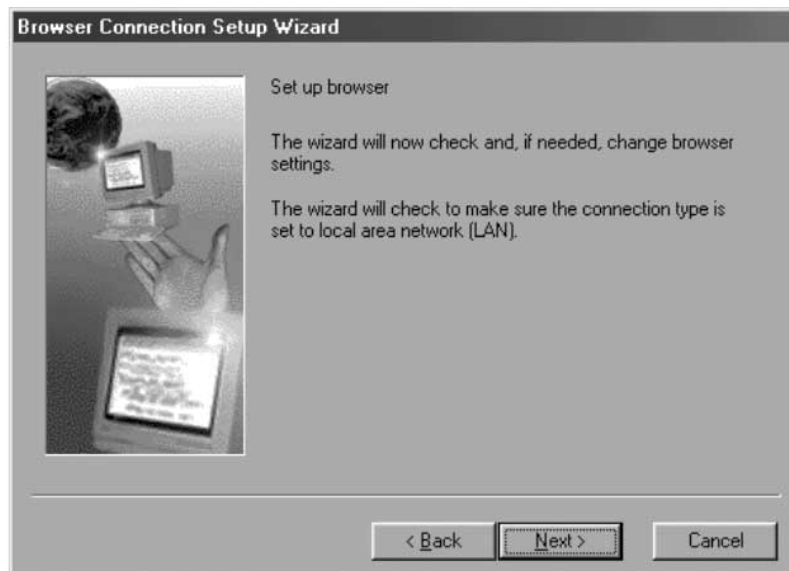 Browser Connection Setup Wizard
Set up browser
The wizard will now check and, if needed, change browser
settings.
The wizard will check to make sure the connection type is
set to local area network (LAN).
< Back
Next >
Cancel